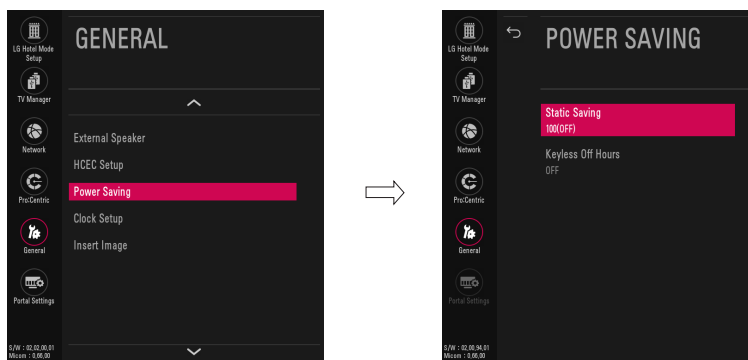 LG Hotel Mode
Setup
TV Manager
Network
Pro:Centric
General
Portal Settings
S/W : 02,02,00,01
Micom : 0,66,00
GENERAL
External Speaker
HCEC Setup
Power Saving
Clock Setup
Insert Image
LG Hotel Mode
Setup
TV Manager
Network
Pro:Centric
General
Portal Settings
S/W : 02,00,94,01
Micom : 0,66,00
POWER SAVING
Static Saving
100(OFF)
Keyless Off Hours
OFF